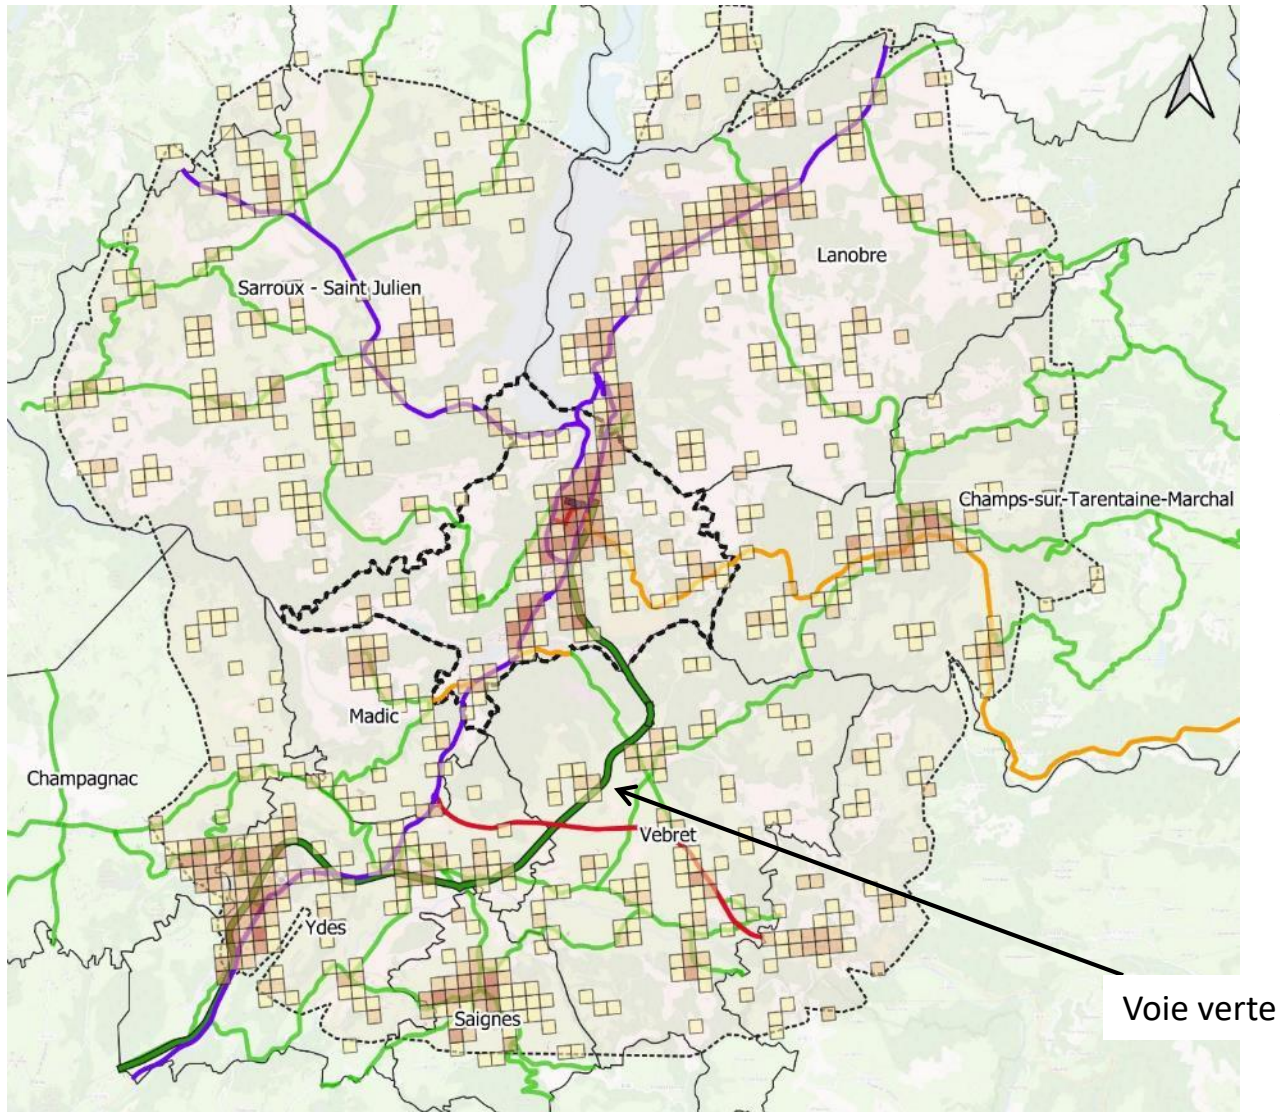 Lanobre
Sarroux - Saint Julien
Champs-sur-Tarentaine-Marchal
Madic
Champagnac
Vebret
Ydes
Saignes
Voie verte